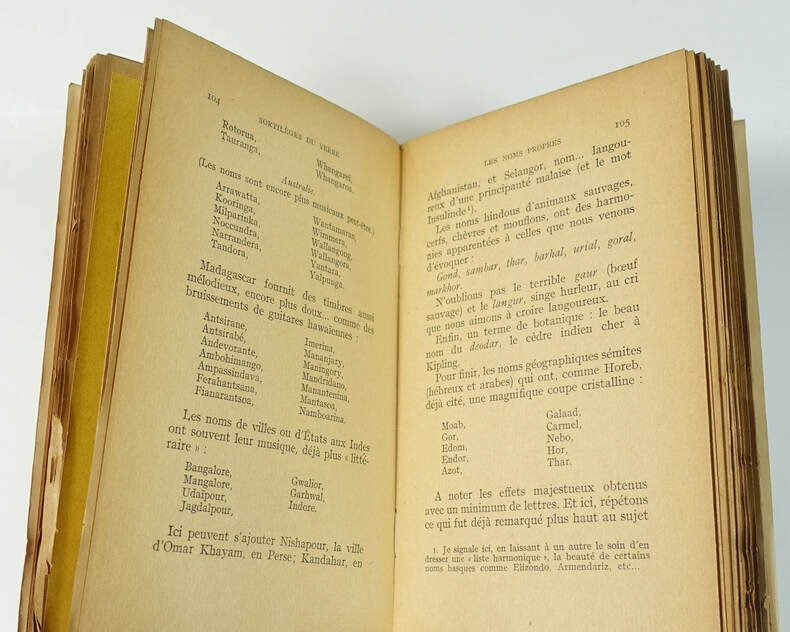 104
SORTILÈGES DU VERBE
Rotorua,
Tauranga,
Whangarei,
Whangaroa.
Australie.
(Les noms sont encore plus musicaux peut-être.)
Arrawatta,
Kooringa,
Milparinka,
Noccundra,
Narrandera,
Tandora,
Wantamaras,
Wimmera,
Wallangong,
Wallangora,
Yantara,
Yalpunga.
Madagascar fournit des timbres aussi
mélodieux, encore plus doux... comme des
bruissements de guitares hawaïennes :
Antsirane,
Antsirabé,
Andevorante,
Ambohimango,
Ampassindava,
Ferahantsana,
Fianarantsoa,
Imerina,
Mananjury,
Maningory,
Mandridano,
Manantenina,
Mantasoa,
Namboarina.
Les noms de villes ou d'États aux Indes
ont souvent leur musique, déjà plus « litté-
raire » :
Bangalore,
Mangalore,
Udaïpour,
Jagdalpour,
Gwalior,
Garhwal,
Indore.
Ici peuvent s'ajouter Nishapour, la ville
d'Omar Khayam, en Perse; Kandahar, en
LES NOMS PROPRES
105
Afghanistan, et Selangor, nom... langou-
reux d'une principauté malaise (et le mot
Insulinde¹).
Les noms hindous d'animaux sauvages,
cerfs, chèvres et mouflons, ont des harmo-
nies apparentées à celles que nous venons
d'évoquer :
Gond, sambar, thar, barhal, urial, goral,
markhor.
N'oublions pas le terrible gaur (bœuf
sauvage) et le langur, singe hurleur, au cri
que nous aimons à croire langoureux.
Enfin, un terme de botanique : le beau
nom du deodar, le cèdre indien cher à
Kipling.
Pour finir, les noms géographiques sémites
(hébreux et arabes) qui ont, comme Horeb,
déjà cité, une magnifique coupe cristalline :
Moab,
Gor,
Edom,
Endor,
Azot,
Galaad,
Carmel,
Nebo,
Hor,
Thar.
A noter les effets majestueux obtenus
avec un minimum de lettres. Et ici, répétons
ce qui fut déjà remarqué plus haut au sujet
1. Je signale ici, en laissant à un autre le soin d'en
dresser une « liste harmonique », la beauté de certains
noms basques comme Elizondo, Armendariz, etc...